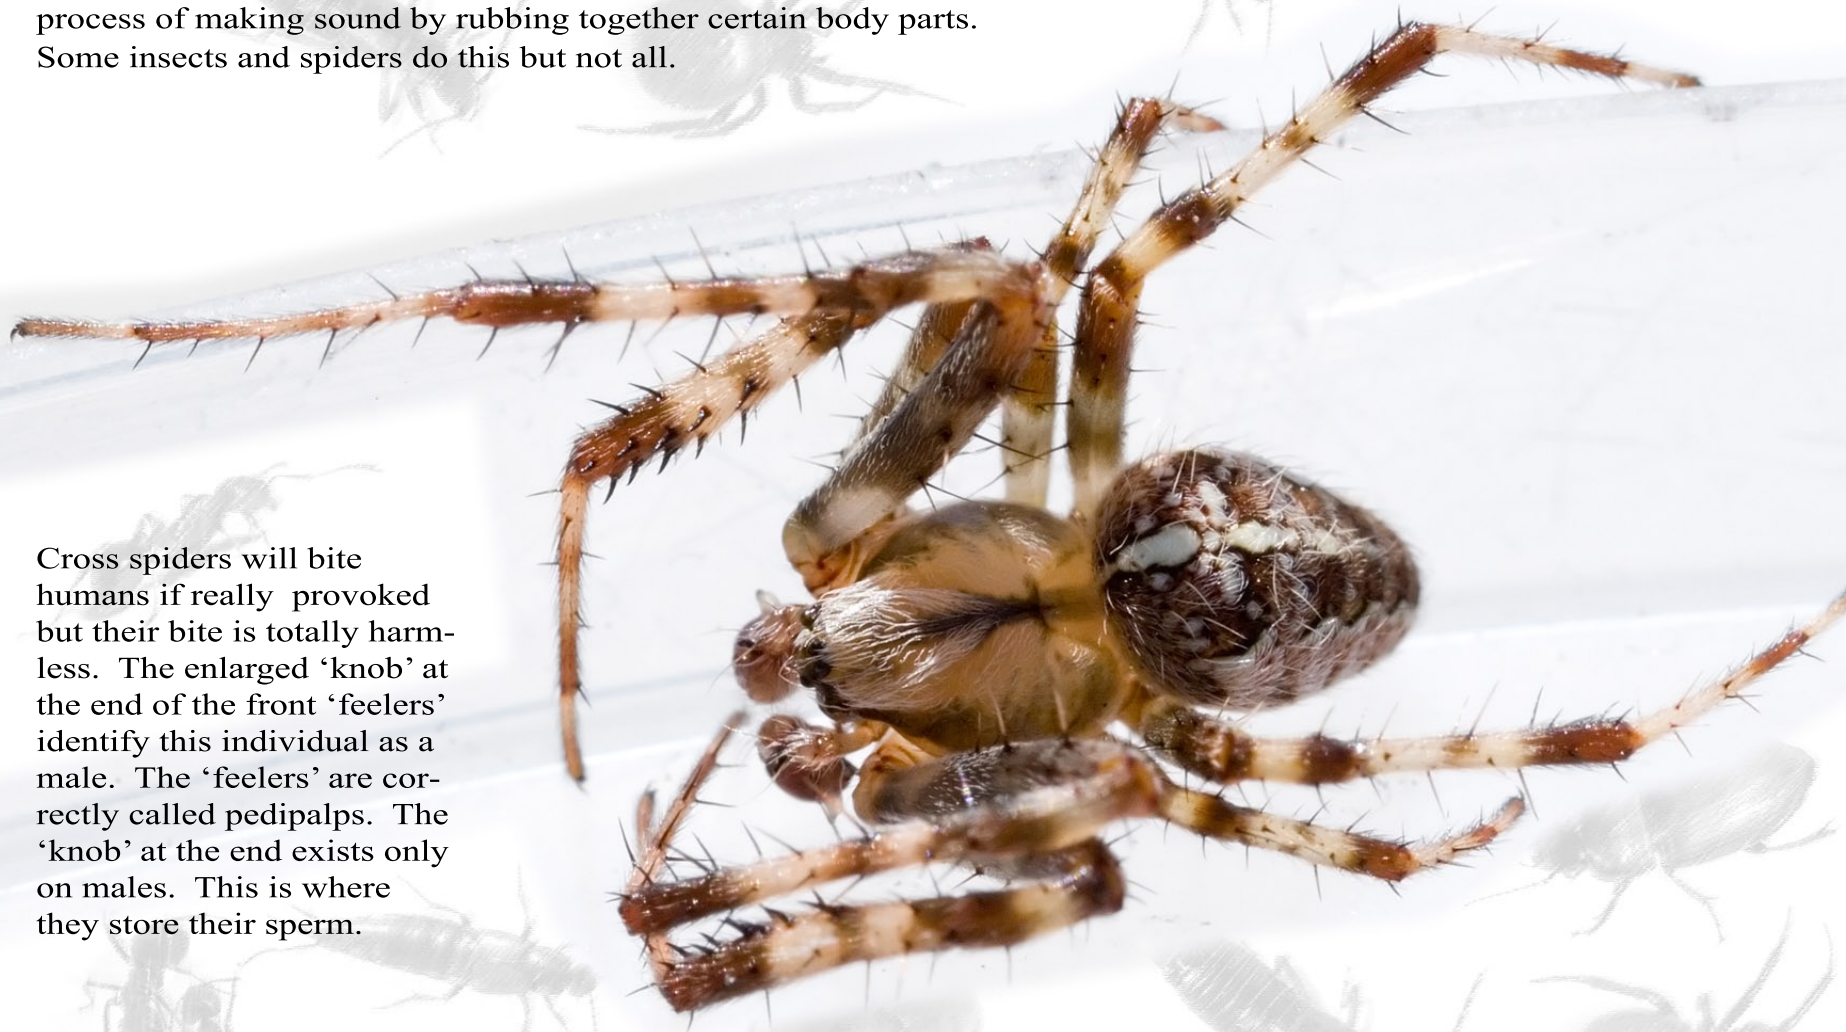 process of making sound by rubbing together certain body parts.
Some insects and spiders do this but not all.
Cross spiders will bite
humans if really  provoked
but their bite is totally harm-
less.  The enlarged ‘knob’ at
the end of the front ‘feelers’
identify this individual as a
male.  The ‘feelers’ are cor-
rectly called pedipalps.  The
‘knob’ at the end exists only
on males.  This is where
they store their sperm.